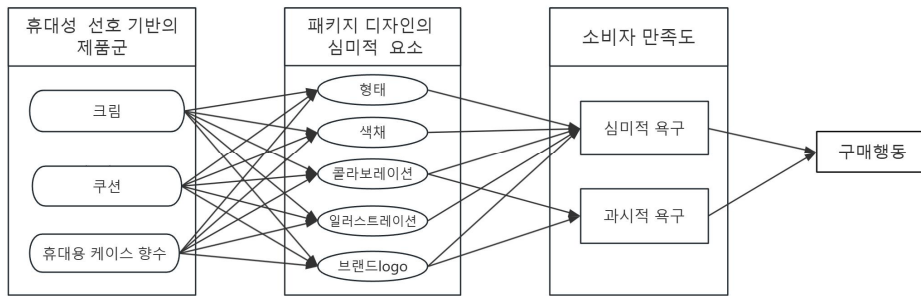 휴대성 선호 기반의
제품군
크림
쿠션
휴대용 케이스 향수
패키지 디자인의
심미적 요소
형태
색채
콜라보레이션
일러스트레이션
브랜드logo
소비자 만족도
심미적 욕구
과시적 욕구
구매행동